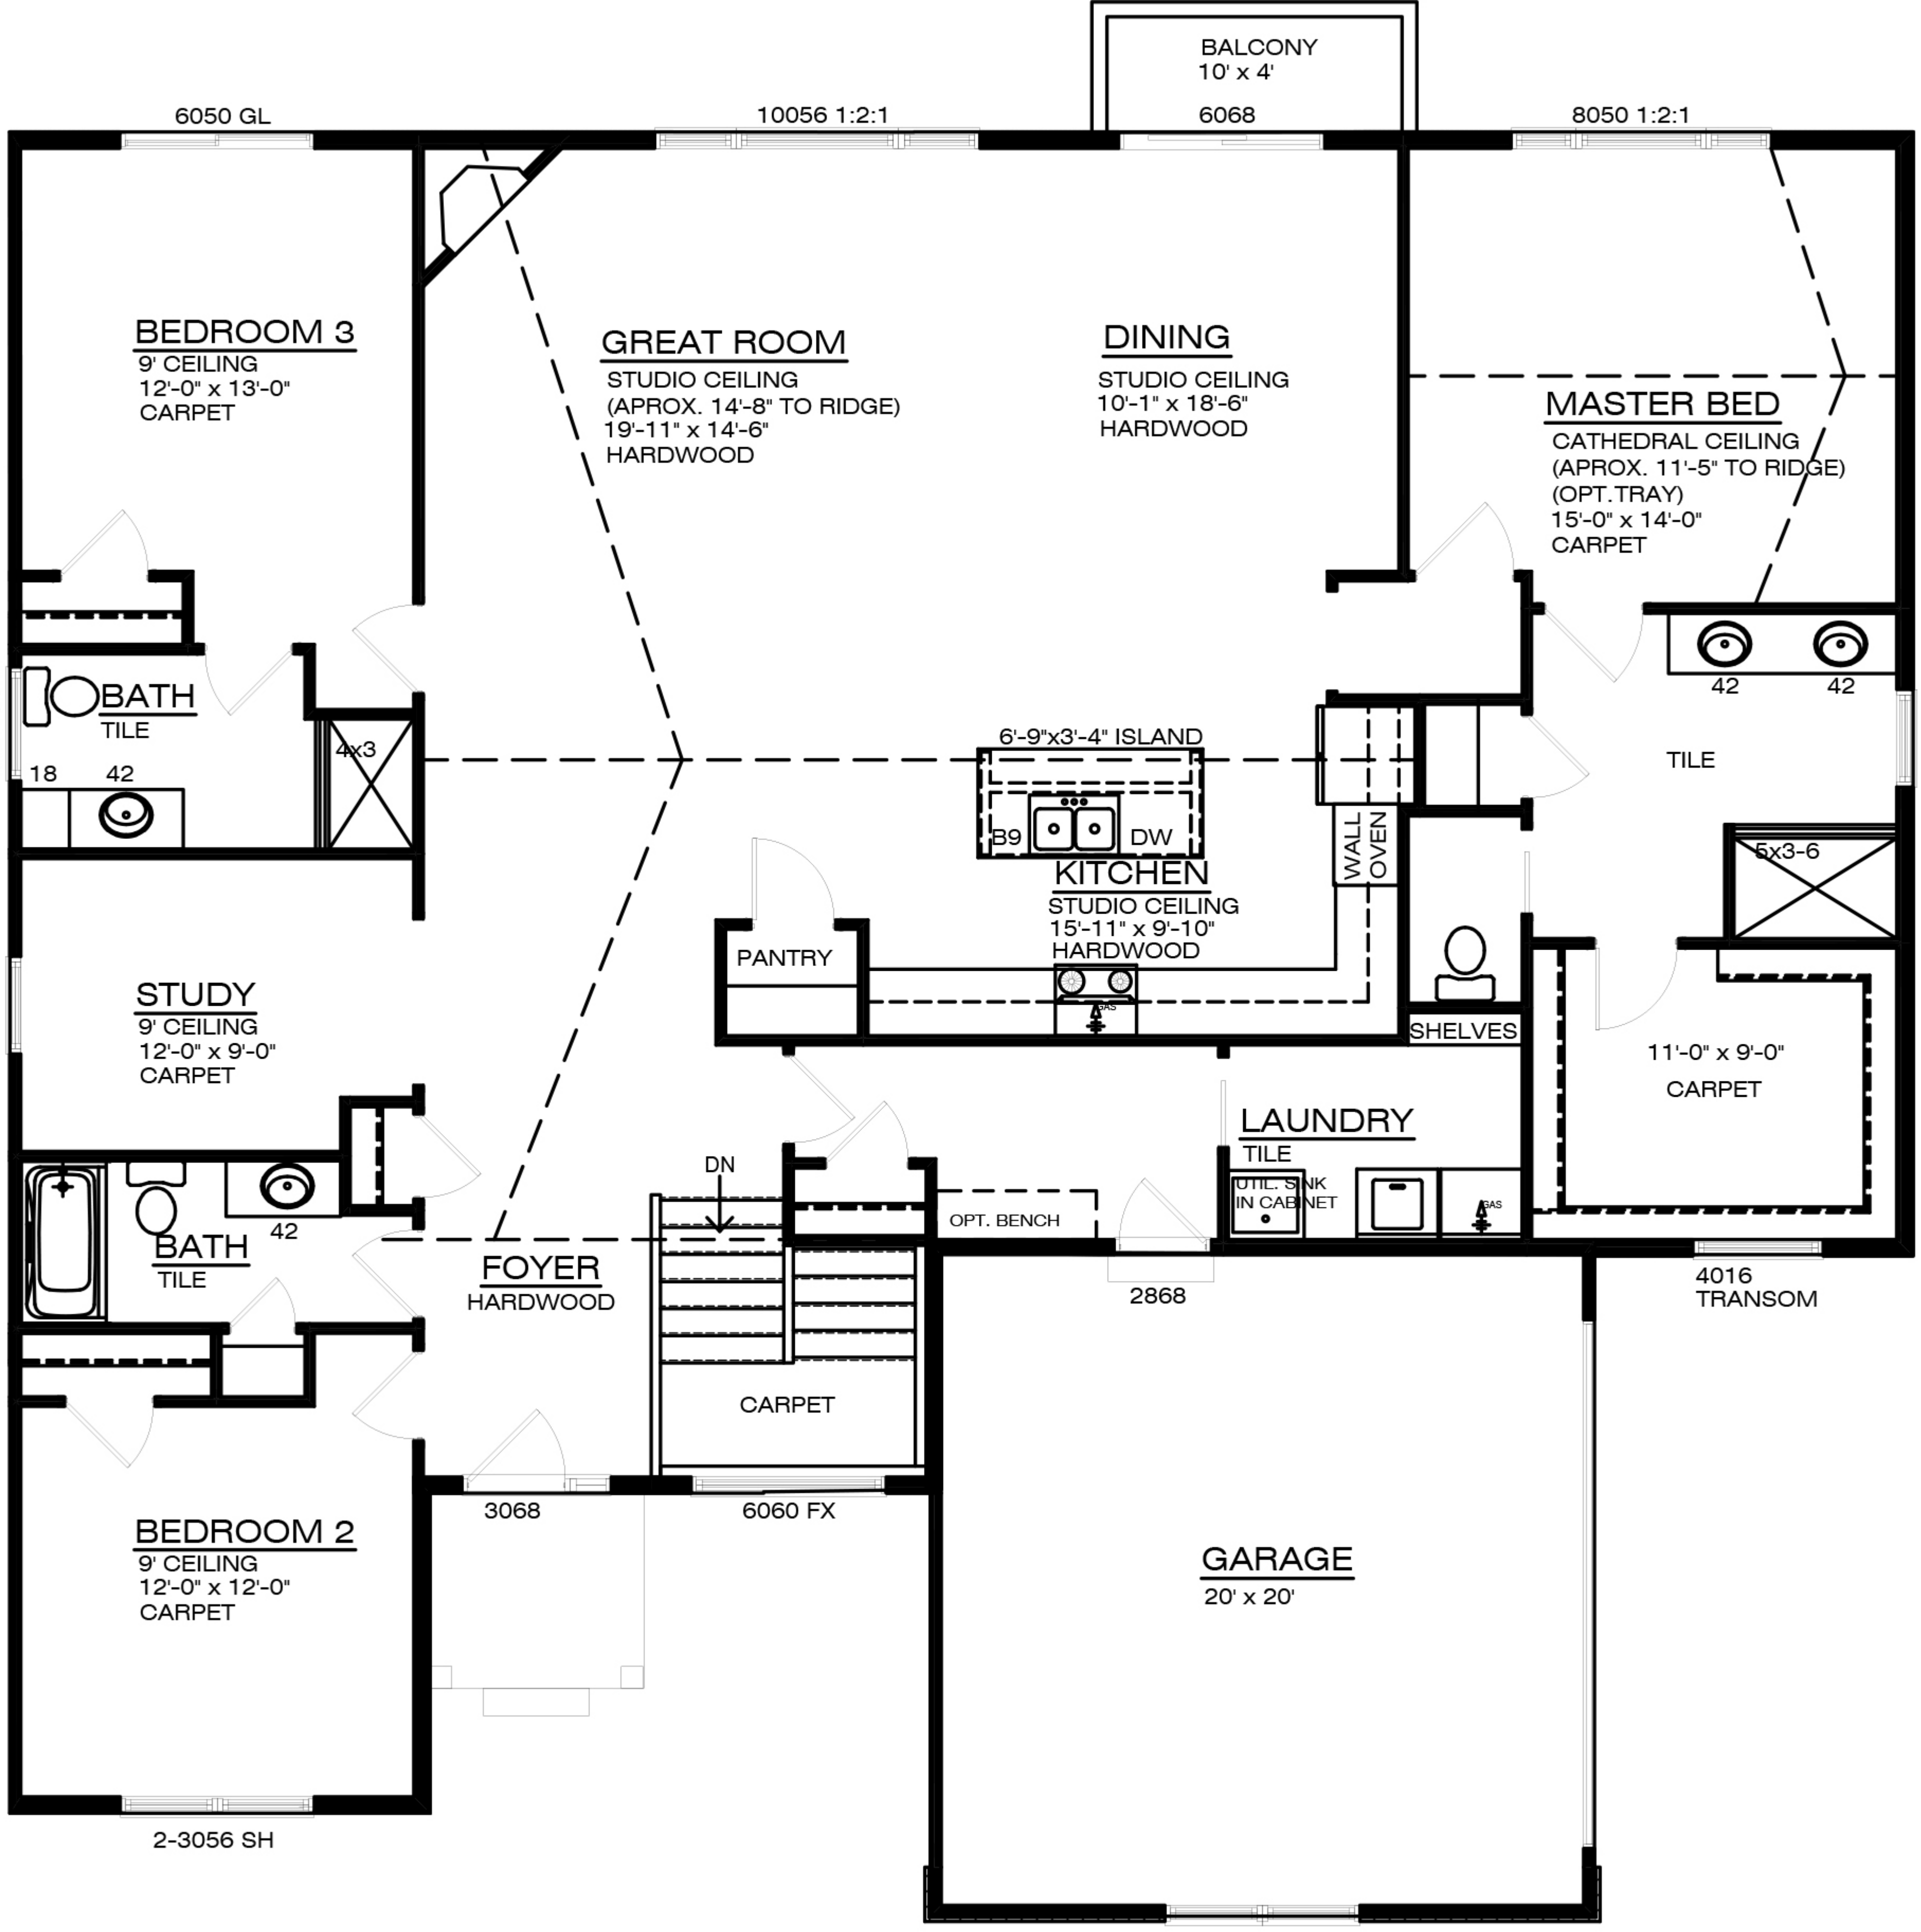 BALCONY
10' x 4'
6050 GL
10056 1:2:1
6068
8050 1:2:1
BEDROOM 3
9' CEILING
12'-0" x 13'-0"
CARPET
GREAT ROOM
STUDIO CEILING
(APROX. 14'-8" TO RIDGE)
19'-11" x 14'-6"
HARDWOOD
DINING
STUDIO CEILING
10'-1" x 18'-6"
HARDWOOD
MASTER BED
CATHEDRAL CEILING
(APROX. 11'-5" TO RIDGE)
(OPT.TRAY)
15'-0" x 14'-0"
CARPET
BATH
TILE
4x3
18
42
42
42
TILE
6'-9"x3'-4" ISLAND
B9
DW
WALL
OVEN
5x3-6
KITCHEN
STUDIO CEILING
15'-11" x 9'-10"
HARDWOOD
GAS
PANTRY
STUDY
9' CEILING
12'-0" x 9'-0"
CARPET
SHELVES
11'-0" x 9'-0"
CARPET
LAUNDRY
TILE
UTIL. SINK
IN CABINET
GAS
DN
OPT. BENCH
42
BATH
TILE
FOYER
HARDWOOD
2868
4016
TRANSOM
CARPET
3068
6060 FX
BEDROOM 2
9' CEILING
12'-0" x 12'-0"
CARPET
GARAGE
20' x 20'
2-3056 SH